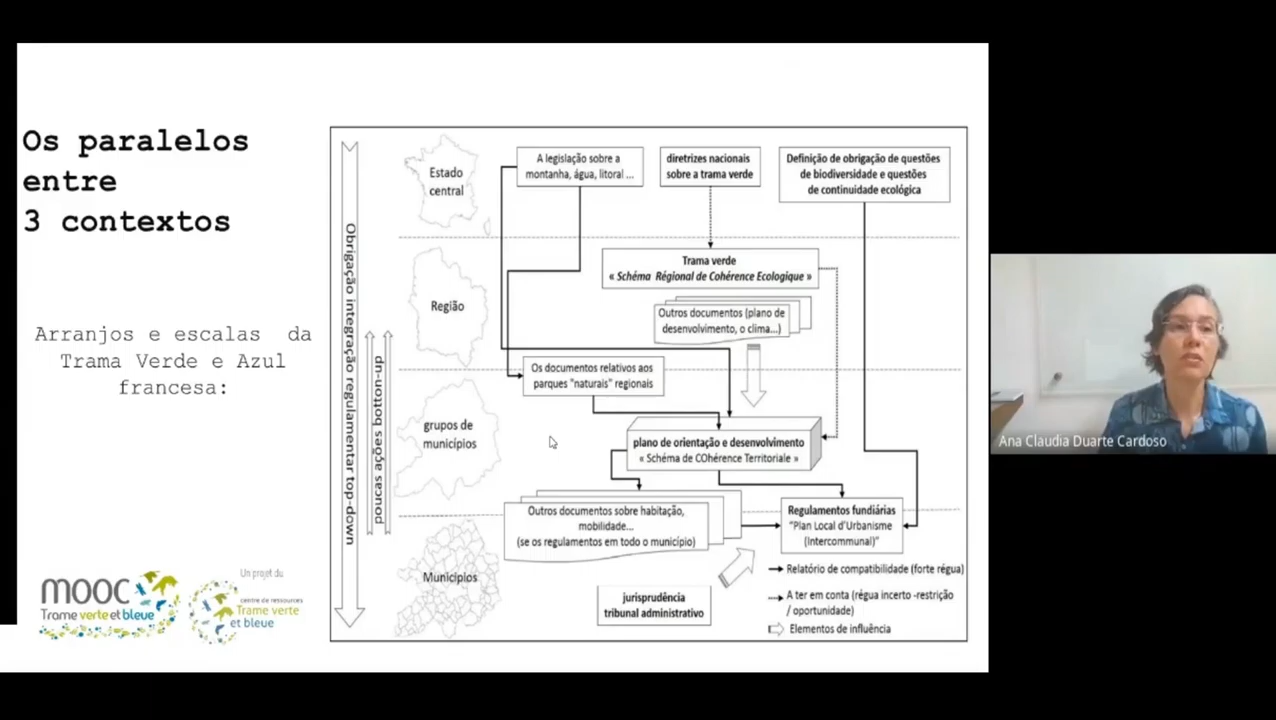 Os paralelos
entre
3 contextos
Arranjos e escalas da
Trama Verde e Azul
francesa:
mooc
Trame verte et bleue
Un projet du
centre de ressources
Trame verte
et bleue
Obrigação integração regulamentar top-down
poucas ações botton-up
Estado
central
A legislação sobre a
montanha, água, litoral ...
diretrizes nacionais
sobre a trama verde
Definição de obrigação de questões
de biodiversidade e questões
de continuidade ecológica
Região
Trama verde
« Schéma Régional de Cohérence Ecologique »
Outros documentos (plano de
desenvolvimento, o clima...)
Os documentos relativos aos
parques "naturais" regionais
grupos de
municípios
plano de orientação e desenvolvimento
« Schéma de COhérence Territoriale »
Outros documentos sobre habitação,
mobilidade...
(se os regulamentos em todo o município)
Regulamentos fundiárias
"Plan Local d'Urbanisme
(Intercommunal)"
Municípios
jurisprudência
tribunal administrativo
Relatório de compatibilidade (forte régua)
A ter em conta (régua incerto -restrição
/ oportunidade)
Elementos de influência
Ana Claudia Duarte Cardoso